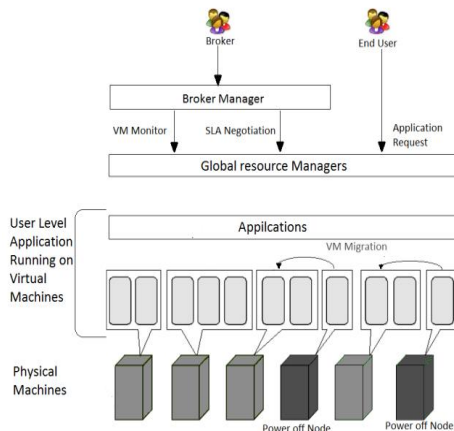 Broker
End User
Broker Manager
VM Monitor
SLA Negotiation
Application
Request
Global resource Managers
User Level
Application
Running on
Virtual
Machines
Appilcations
VM Migration
Physical
Machines
Power off Node
Power off Node